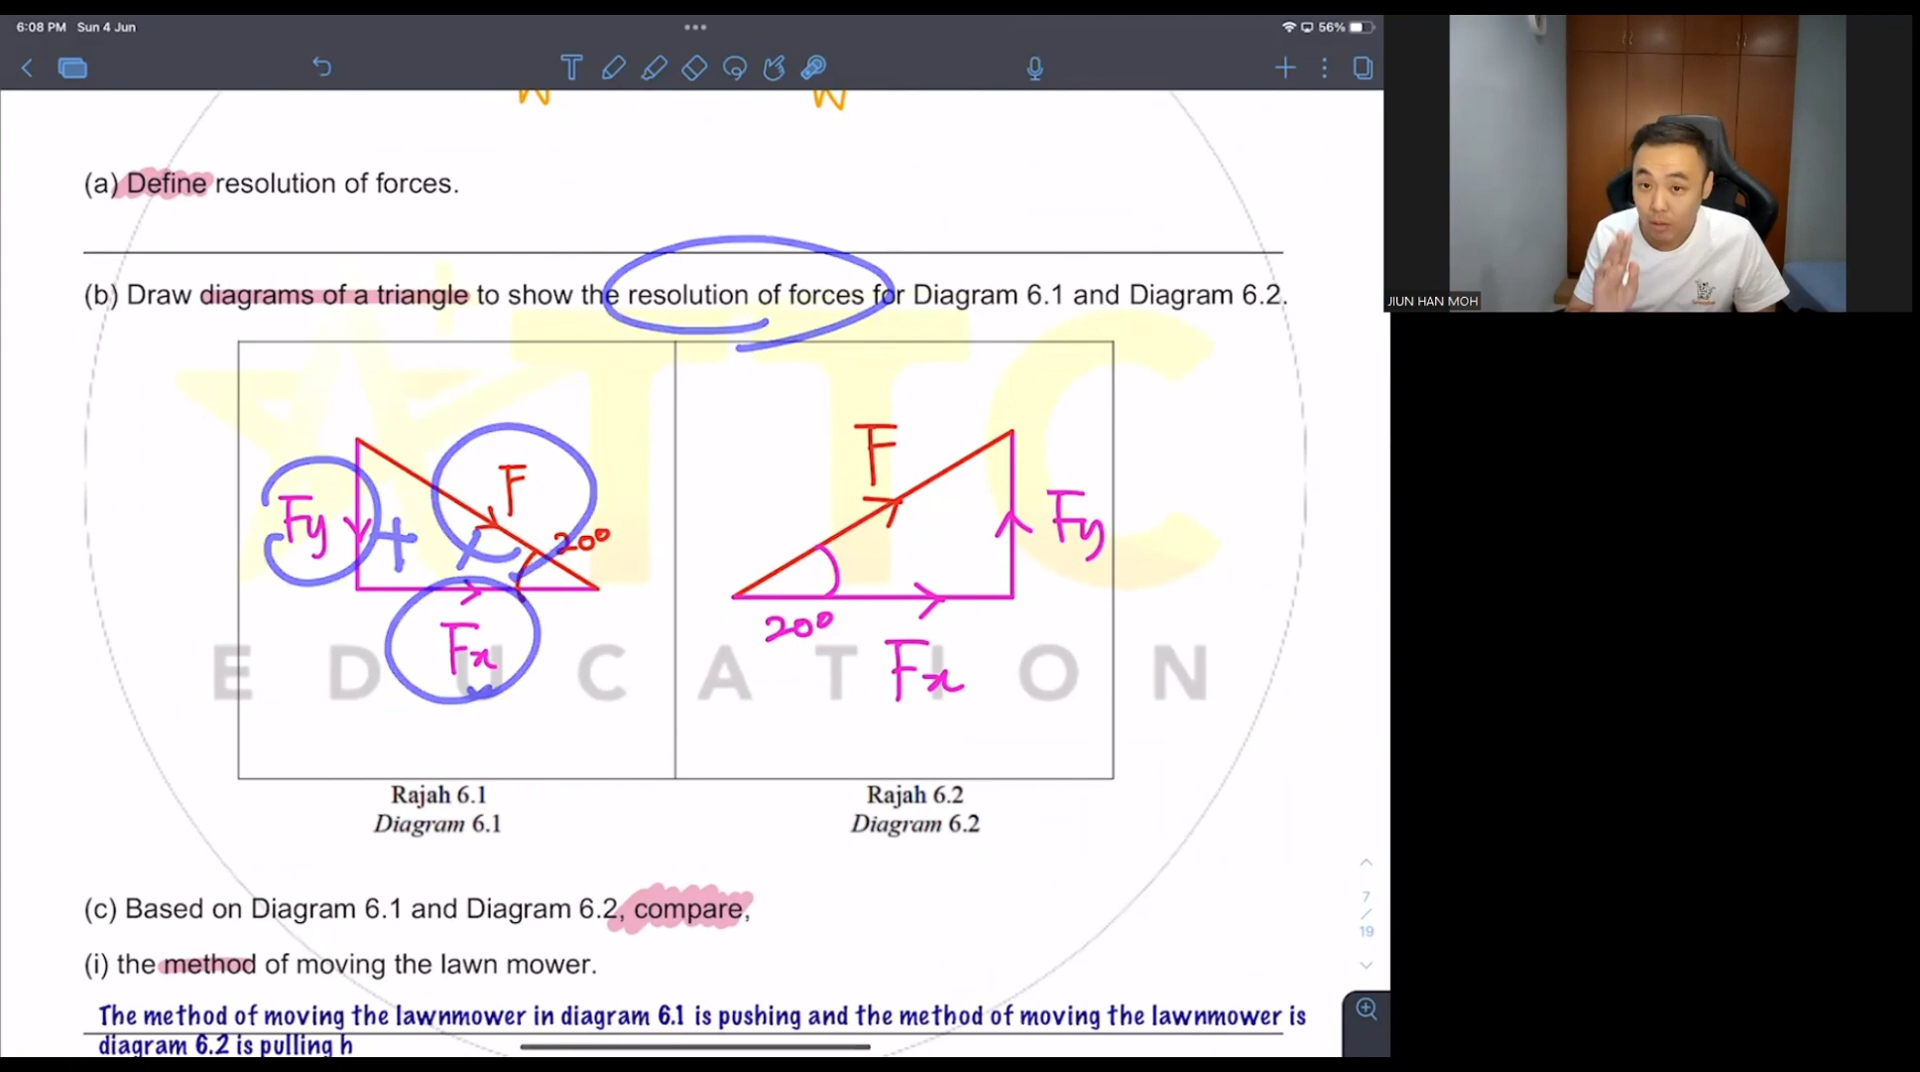 6:08 PM Sun 4 Jun
56%
W W
(a) Define resolution of forces.
(b) Draw diagrams of a triangle to show the resolution of forces for Diagram 6.1 and Diagram 6.2.
TTC
EDUCATION
F
Fy
+
20°
Fx
F
Fy
20°
Fx
Rajah 6.1
Diagram 6.1
Rajah 6.2
Diagram 6.2
(c) Based on Diagram 6.1 and Diagram 6.2, compare,
(i) the method of moving the lawn mower.
The method of moving the lawnmower in diagram 6.1 is pushing and the method of moving the lawnmower is
diagram 6.2 is pulling h
7
/
19
JIUN HAN MOH